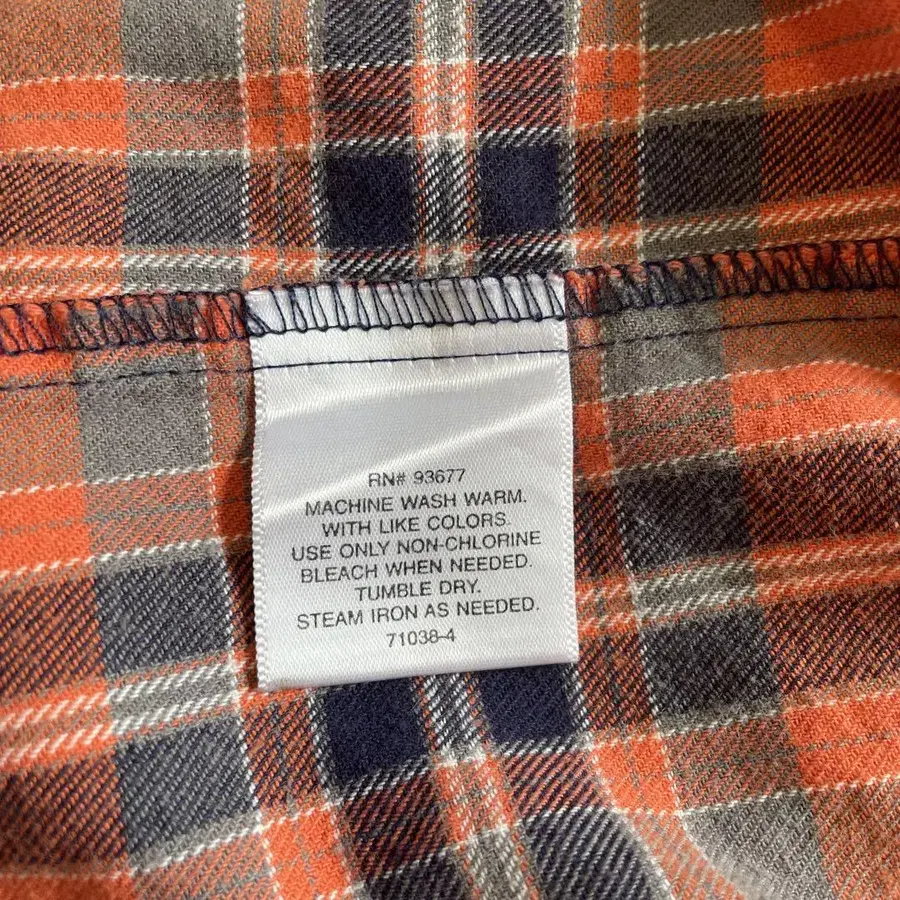 RN# 93677
MACHINE WASH WARM.
WITH LIKE COLORS.
USE ONLY NON-CHLORINE
BLEACH WHEN NEEDED.
TUMBLE DRY.
STEAM IRON AS NEEDED.
71038-4